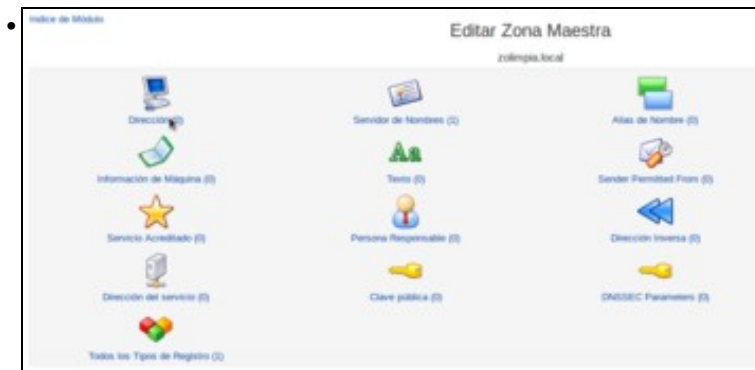 Indice de Módulo
Editar Zona Maestra
zolimpia.local
Dirección (0)
Servidor de Nombres (1)
Alias de Nombre (0)
Información de Máquina (0)
Texto (0)
Sender Permitted From (0)
Servicio Acreditado (0)
Persona Responsable (0)
Dirección Inversa (0)
Dirección del servicio (0)
Clave pública (0)
DNSSEC Parameters (0)
Todos los Tipos de Registro (1)